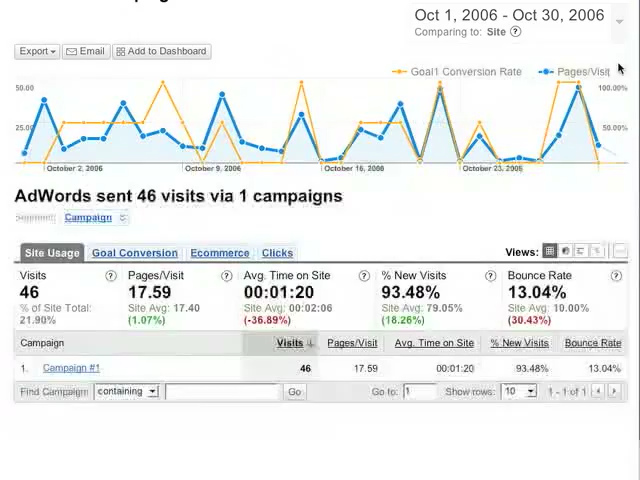 Oct 1, 2006 - Oct 30, 2006
Comparing to: Site ?
Export Email Add to Dashboard
Goal1 Conversion Rate Pages/Visit
50.00 100.00%
25.00 50.00%
October 2, 2006 October 9, 2006 October 16, 2006 October 23, 2006
AdWords sent 46 visits via 1 campaigns
Segment: Campaign
Site Usage Goal Conversion Ecommerce Clicks Views:
Visits ? Pages/Visit ? Avg. Time on Site ? % New Visits ? Bounce Rate ?
46 17.59 00:01:20 93.48% 13.04%
% of Site Total: Site Avg: 17.40 Site Avg: 00:02:06 Site Avg: 79.05% Site Avg: 10.00%
21.90% (1.07%) (-36.89%) (18.26%) (30.43%)
Campaign Visits Pages/Visit Avg. Time on Site % New Visits Bounce Rate
1. Campaign #1 46 17.59 00:01:20 93.48% 13.04%
Find Campaign: containing Go Go to: 1 Show rows: 10 1 - 1 of 1